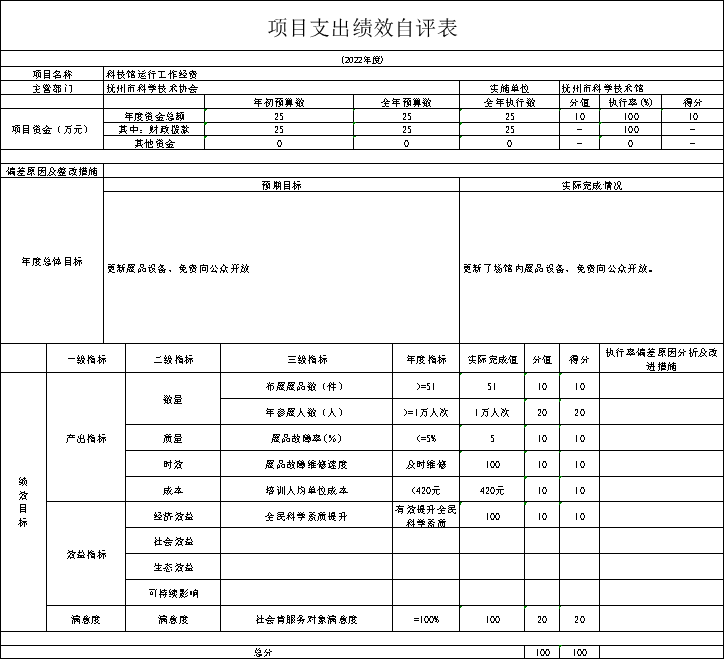 项目支出绩效自评表
(2022年度)
项目名称 科技馆运行工作经费
主管部门 抚州市科学技术协会 实施单位 抚州市科学技术馆
项目资金（万元） 年初预算数 全年预算数 全年执行数 分值 执行率(%) 得分
年度资金总额 25 25 25 10 100 10
其中：财政拨款 25 25 25 - 100 -
其他资金 0 0 0 - 0 -
偏差原因及整改措施
年度总体目标 预期目标 实际完成情况
更新展品设备、免费向公众开放 更新了场馆内展品设备、免费向公众开放。
绩效目标 一级指标 二级指标 三级指标 年度指标 实际完成值 分值 得分 执行率偏差原因分析及改进措施
产出指标 数量 布展展品数（件） >=51 51 10 10
年参展人数（人） >=1万人次 1万人次 20 20
质量 展品故障率(%) <=5% 5 10 10
时效 展品故障维修速度 及时维修 100 10 10
成本 培训人均单位成本 <420元 420元 10 10
效益指标 经济效益 全民科学素质提升 有效提升全民科学素质 100 10 10
社会效益
生态效益
可持续影响
满意度 满意度 社会肯服务对象满意度 =100% 100 20 20
总分 100 100